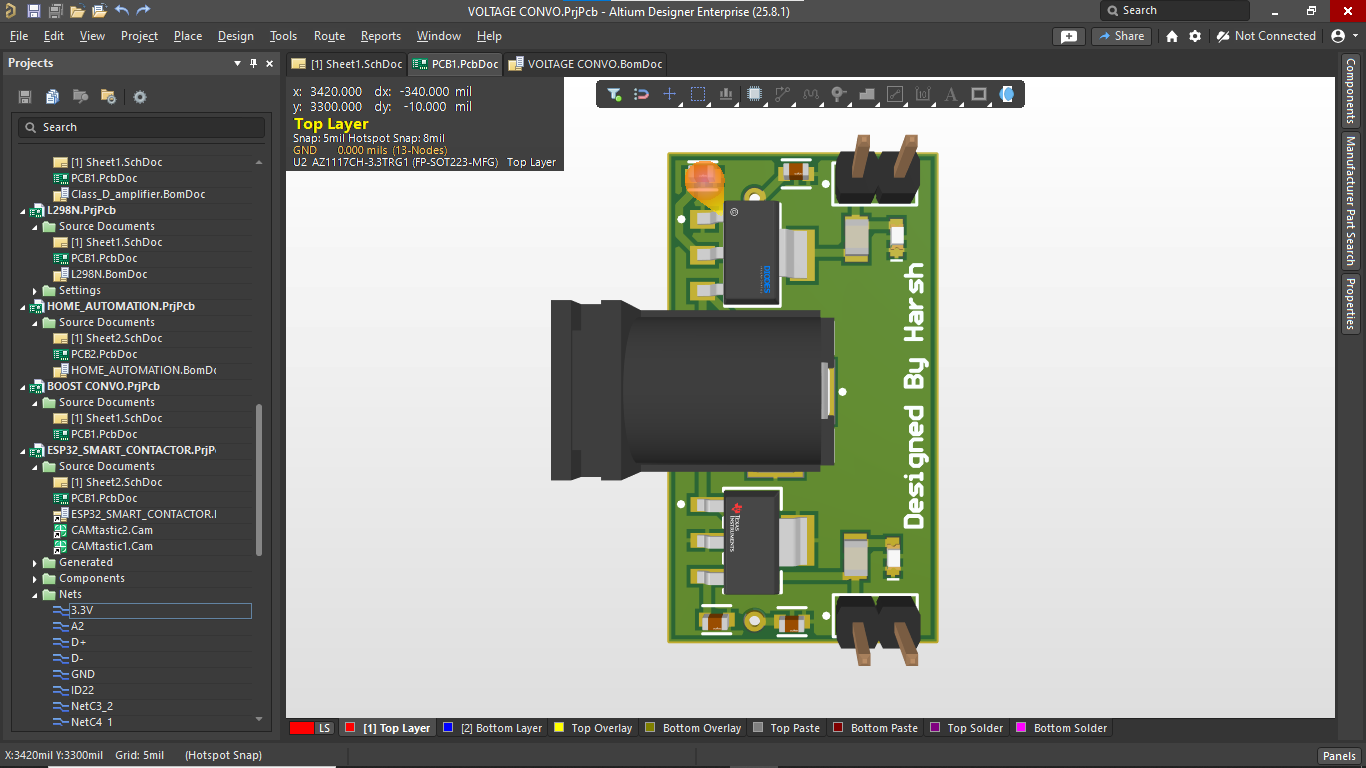 VOLTAGE CONVO.PrjPcb - Altium Designer Enterprise (25.8.1)
Search
File Edit View Project Place Design Tools Route Reports Window Help
Share
Not Connected
Projects
[1] Sheet1.SchDoc
PCB1.PcbDoc
VOLTAGE CONVO.BomDoc
Search
[1] Sheet1.SchDoc
PCB1.PcbDoc
Class_D_amplifier.BomDoc
L298N.PrjPcb
Source Documents
[1] Sheet1.SchDoc
PCB1.PcbDoc
L298N.BomDoc
Settings
HOME_AUTOMATION.PrjPcb
Source Documents
[1] Sheet2.SchDoc
PCB2.PcbDoc
HOME_AUTOMATION.BomDc
BOOST CONVO.PrjPcb
Source Documents
[1] Sheet1.SchDoc
PCB1.PcbDoc
ESP32_SMART_CONTACTOR.PrjP
Source Documents
[1] Sheet2.SchDoc
PCB1.PcbDoc
ESP32_SMART_CONTACTOR.
CAMtastic2.Cam
CAMtastic1.Cam
Generated
Components
Nets
3.3V
A2
D+
D-
GND
ID22
NetC3_2
NetC4_1
x: 3420.000 dx: -340.000 mil
y: 3300.000 dy: -10.000 mil
Top Layer
Snap: 5mil Hotspot Snap: 8mil
GND 0.000 mils (13-Nodes)
U2 AZ1117CH-3.3TRG1 (FP-SOT223-MFG) Top Layer
Designed By Harsh
TEXAS
INSTRUMENTS
Components
Manufacturer Part Search
Properties
LS
[1] Top Layer
[2] Bottom Layer
Top Overlay
Bottom Overlay
Top Paste
Bottom Paste
Top Solder
Bottom Solder
X:3420mil Y:3300mil Grid: 5mil (Hotspot Snap)
Panels